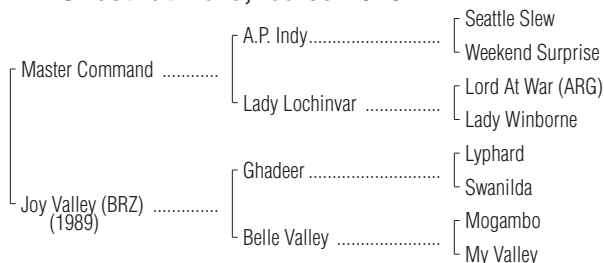 Seattle Slew
A.P. Indy
Weekend Surprise
Master Command
Lord At War (ARG)
Lady Lochinvar
Lady Winborne
Lyphard
Ghadeer
Swanilda
Joy Valley (BRZ)
(1989)
Mogambo
Belle Valley
My Valley